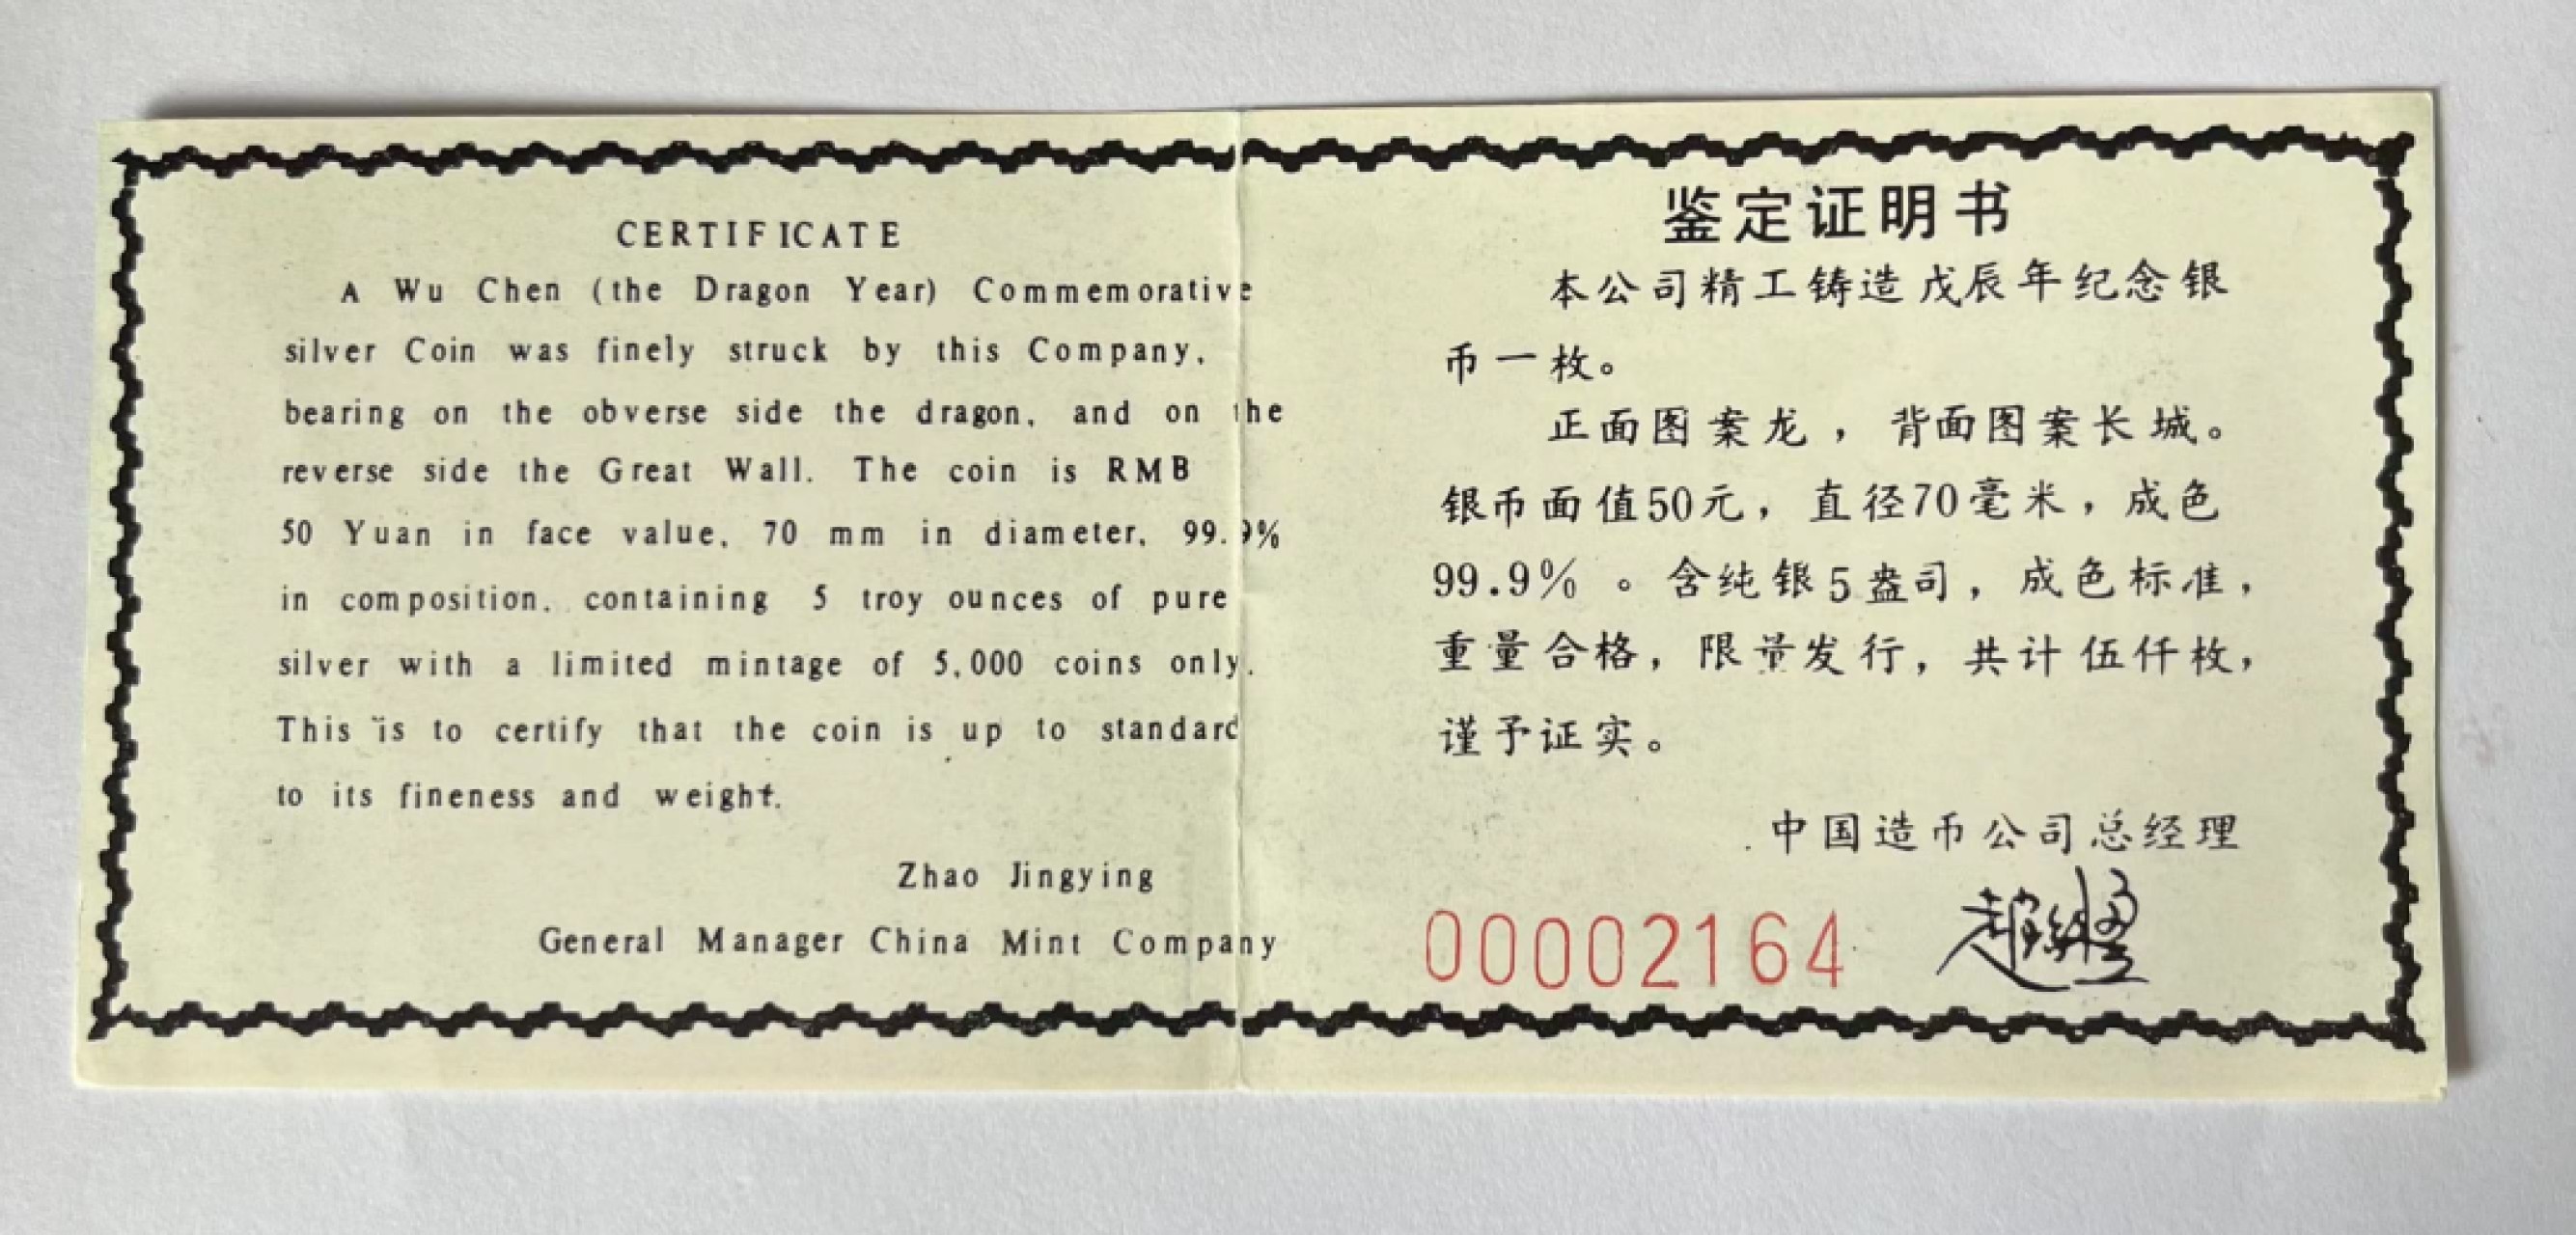 CERTIFICATE
A Wu Chen (the Dragon Year) Commemorative
silver Coin was finely struck by this Company,
bearing on the obverse side the dragon, and on the
reverse side the Great Wall. The coin is RMB
50 Yuan in face value, 70 mm in diameter, 99.9%
in composition, containing 5 troy ounces of pure
silver with a limited mintage of 5,000 coins only.
This is to certify that the coin is up to standard
to its fineness and weight.
Zhao Jingying
General Manager China Mint Company
鉴定证明书
本公司精工铸造戊辰年纪念银
币一枚。
正面图案龙，背面图案长城。
银币面值50元，直径70毫米，成色
99.9%。含纯银5盎司，成色标准，
重量合格，限量发行，共计伍仟枚，
谨予证实。
中国造币公司总经理
00002164